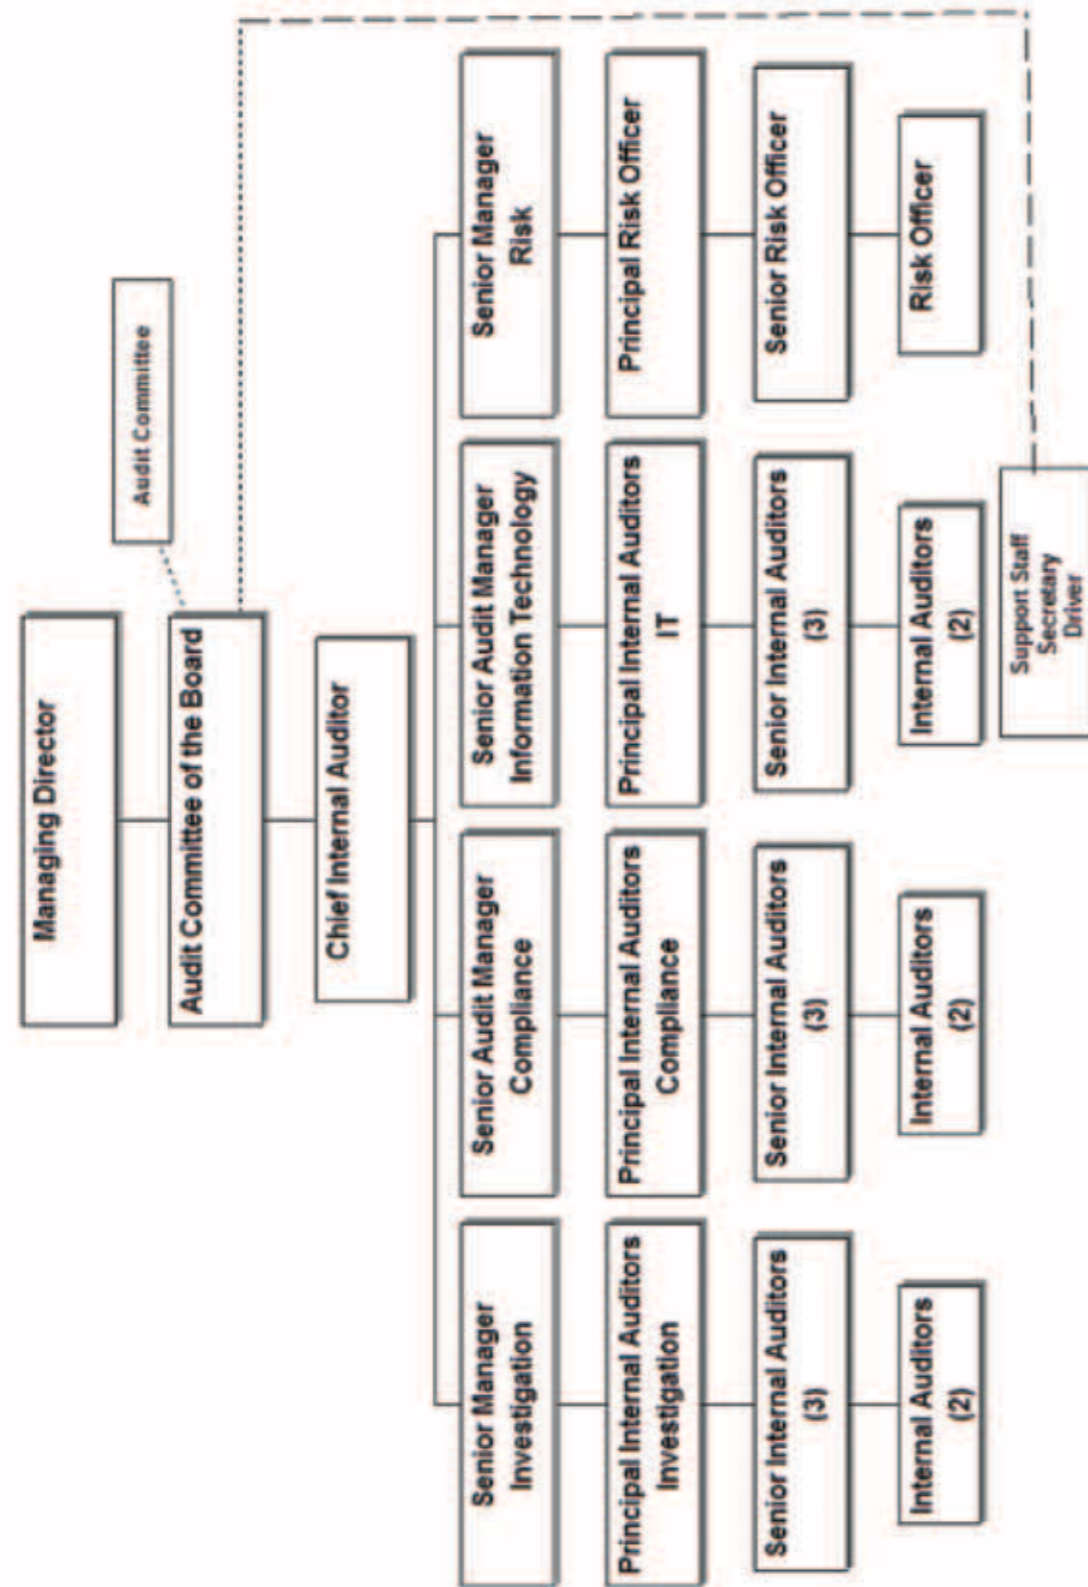 Managing Director
Audit Committee
Audit Committee of the Board
Chief Internal Auditor
Senior Manager
Investigation
Senior Audit Manager
Compliance
Senior Audit Manager
Information Technology
Senior Manager
Risk
Principal Internal Auditors
Investigation
Principal Internal Auditors
Compliance
Principal Internal Auditors
IT
Principal Risk Officer
Senior Internal Auditors
(3)
Senior Internal Auditors
(3)
Senior Internal Auditors
(3)
Senior Risk Officer
Internal Auditors
(2)
Internal Auditors
(2)
Internal Auditors
(2)
Risk Officer
Support Staff
Secretary
Driver